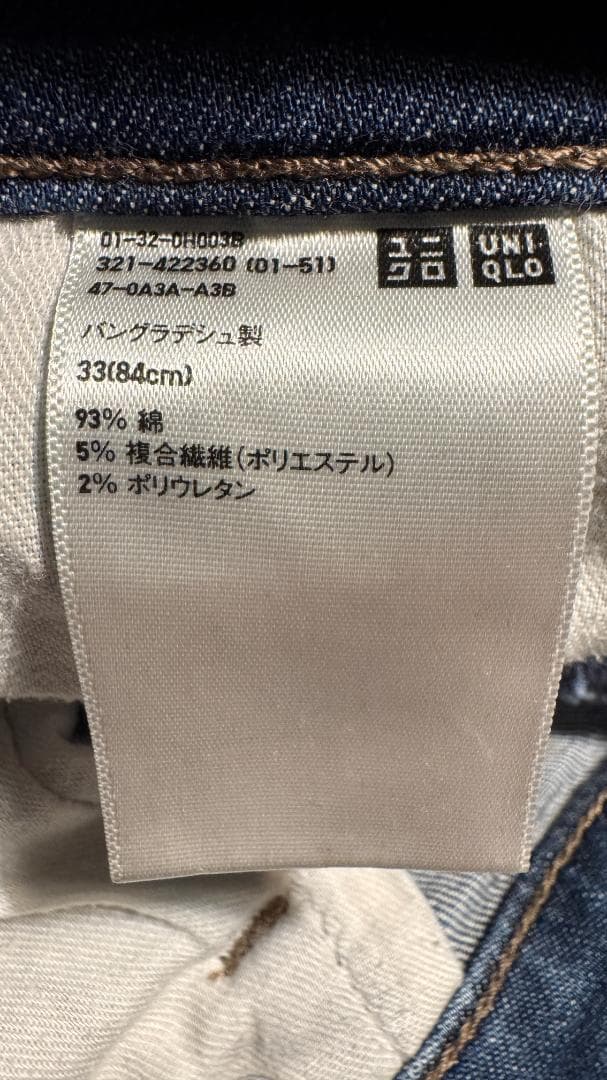 01-32-0H003B
321-422360 (01-51)
47-0A3A-A3B
ユニクロ
UNIQLO
バングラデシュ製
33(84cm)
93% 綿
5% 複合繊維(ポリエステル)
2% ポリウレタン